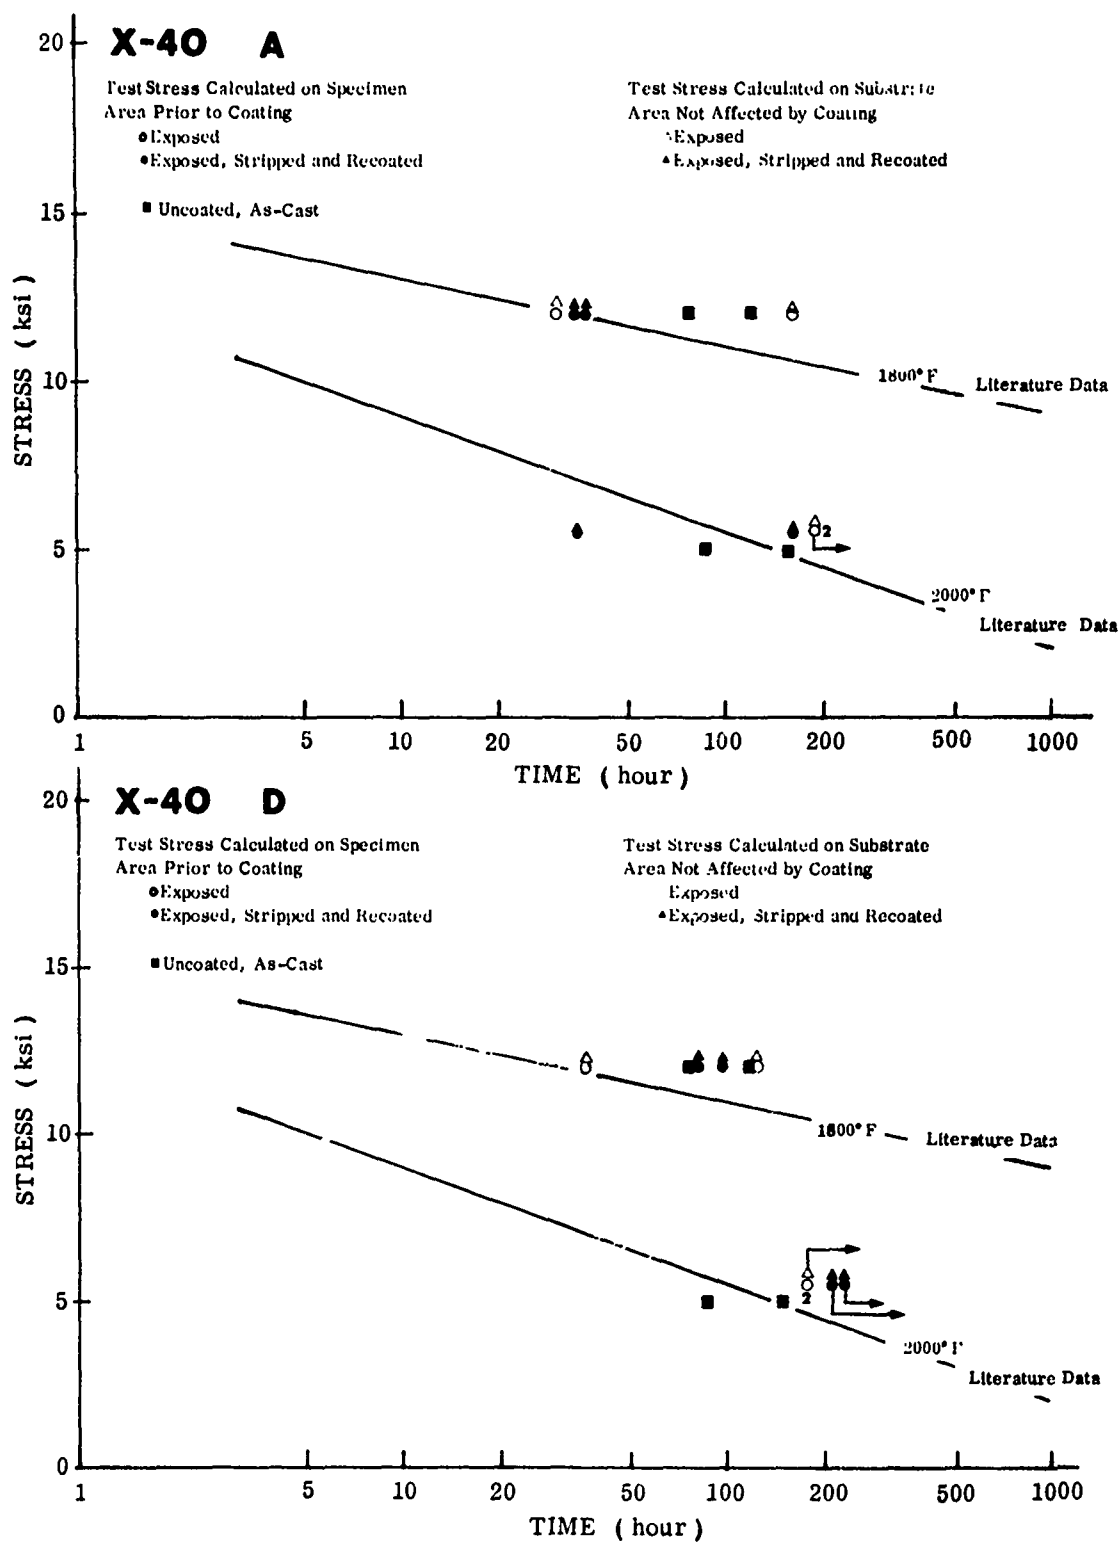 20
X-40 A
Test Stress Calculated on Specimen
Area Prior to Coating
Exposed
Exposed, Stripped and Recoated
Uncoated, As-Cast
Test Stress Calculated on Substrate
Area Not Affected by Coating
Exposed
Exposed, Stripped and Recoated
15
10
5
0
STRESS (ksi)
1800°F
Literature Data
2
2000°F
Literature Data
1 5 10 20 50 100 200 500 1000
TIME (hour)
20
X-40 D
Test Stress Calculated on Specimen
Area Prior to Coating
Exposed
Exposed, Stripped and Recoated
Uncoated, As-Cast
Test Stress Calculated on Substrate
Area Not Affected by Coating
Exposed
Exposed, Stripped and Recoated
15
10
5
0
STRESS (ksi)
1800°F
Literature Data
2
2000°F
Literature Data
1 5 10 20 50 100 200 500 1000
TIME (hour)